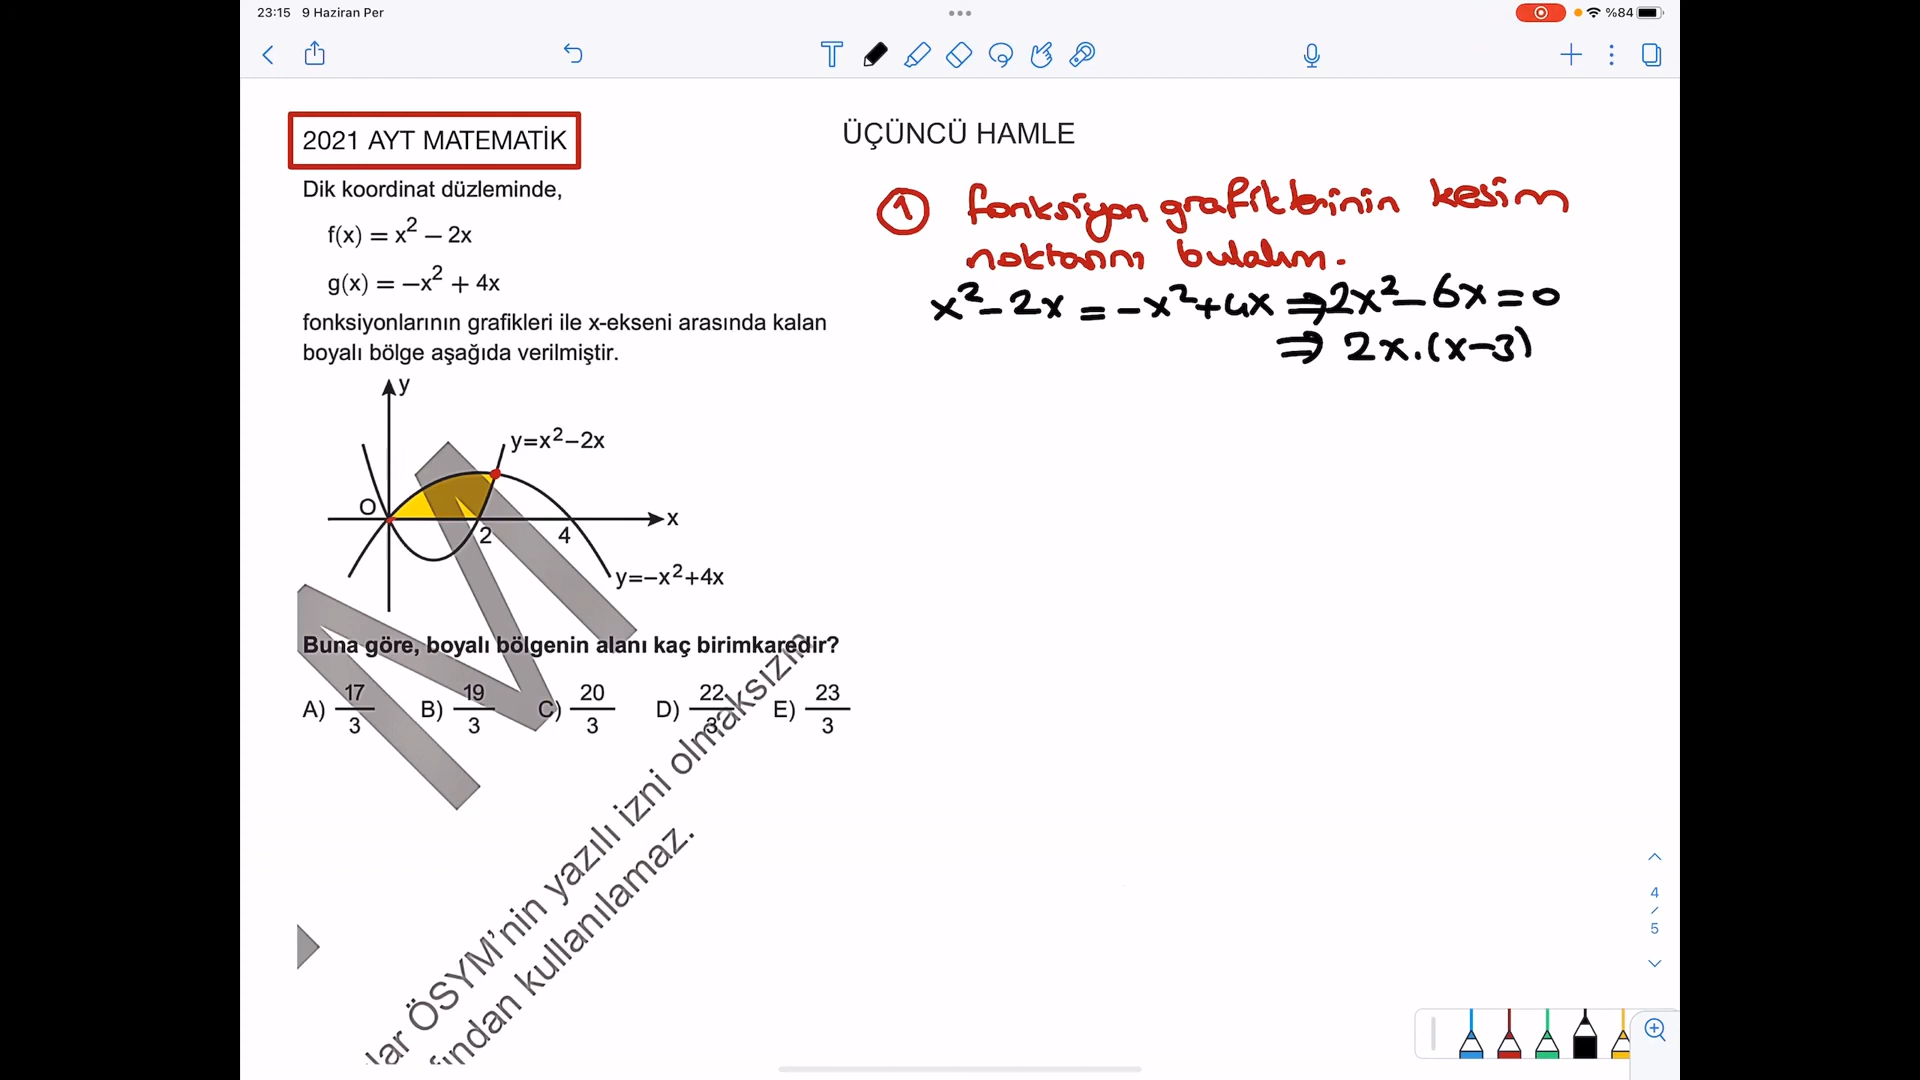 23:15 9 Haziran Per
%84
2021 AYT MATEMATİK
ÜÇÜNCÜ HAMLE
Dik koordinat düzleminde,
f(x) = x² – 2x
g(x) = –x² + 4x
fonksiyonlarının grafikleri ile x-ekseni arasında kalan
boyalı bölge aşağıda verilmiştir.
y
y=x²–2x
O
x
2
4
y=–x²+4x
Buna göre, boyalı bölgenin alanı kaç birimkaredir?
A) 17/3 B) 19/3 C) 20/3 D) 22/3 E) 23/3
lar ÖSYM'nin yazılı izni olmaksızın
fından kullanılamaz.
1 fonksiyon grafiklerinin kesim
noktasını bulalım.
x² – 2x = –x² + 4x ⇒ 2x² – 6x = 0
⇒ 2x.(x–3)
4
/
5